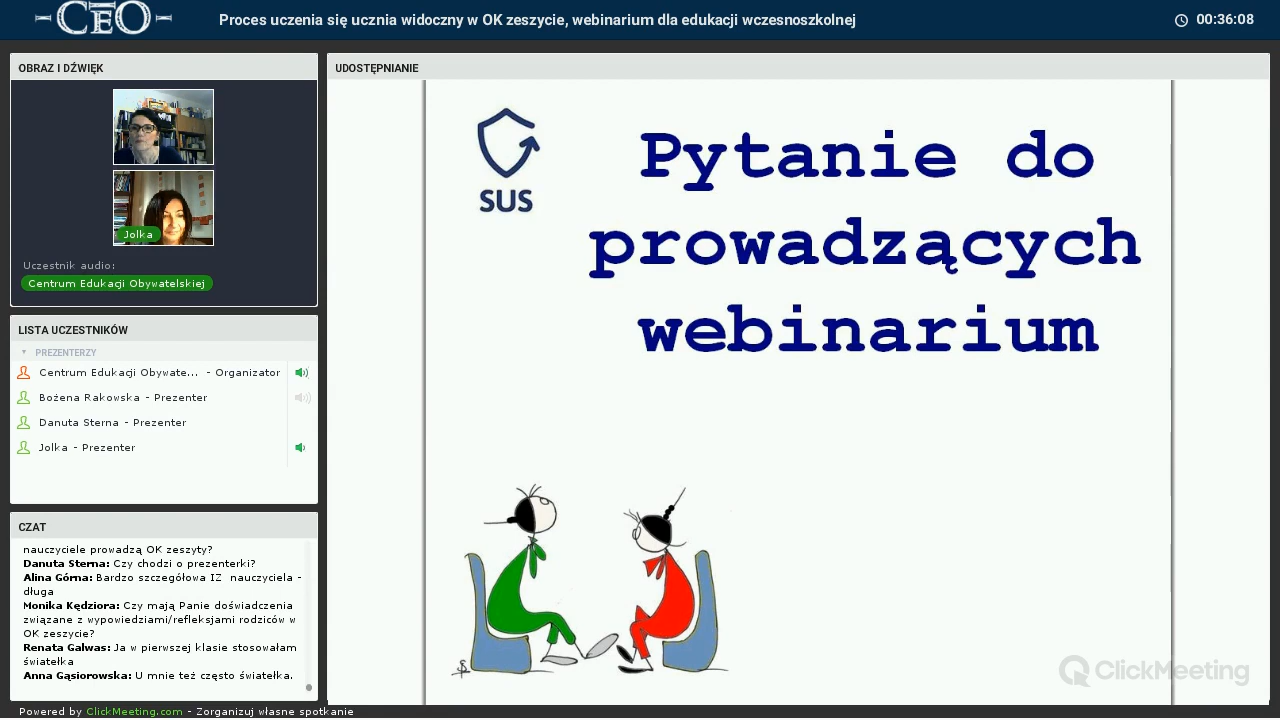 CEO
Proces uczenia się ucznia widoczny w OK zeszycie, webinarium dla edukacji wczesnoszkolnej
00:36:08
OBRAZ I DŹWIĘK
Jolka
Uczestnik audio:
Centrum Edukacji Obywatelskiej
LISTA UCZESTNIKÓW
PREZENTERZY
Centrum Edukacji Obywate... - Organizator
Bożena Rakowska - Prezenter
Danuta Sterna - Prezenter
Jolka - Prezenter
CZAT
nauczyciele prowadzą OK zeszyty?
Danuta Sterna: Czy chodzi o prezenterki?
Alina Górna: Bardzo szczegółowa IZ nauczyciela -
długa
Monika Kędziora: Czy mają Panie doświadczenia
związane z wypowiedziami/refleksjami rodziców w
OK zeszycie?
Renata Galwas: Ja w pierwszej klasie stosowałam
światełka
Anna Gąsiorowska: U mnie też często światełka.
Powered by ClickMeeting.com - Zorganizuj własne spotkanie
UDOSTĘPNIANIE
SUS
Pytanie do
prowadzących
webinarium
ClickMeeting